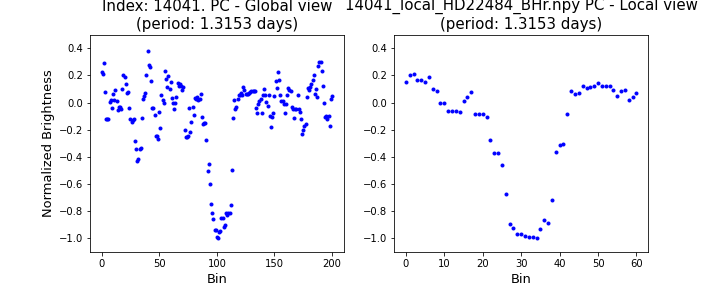 Index: 14041. PC - Global view
(period: 1.3153 days)
14041_local_HD22484_BHr.npy PC - Local view
(period: 1.3153 days)
Normalized Brightness
0.4
0.2
0.0
−0.2
−0.4
−0.6
−0.8
−1.0
0 50 100 150 200
Bin
0.4
0.2
0.0
−0.2
−0.4
−0.6
−0.8
−1.0
0 10 20 30 40 50 60
Bin